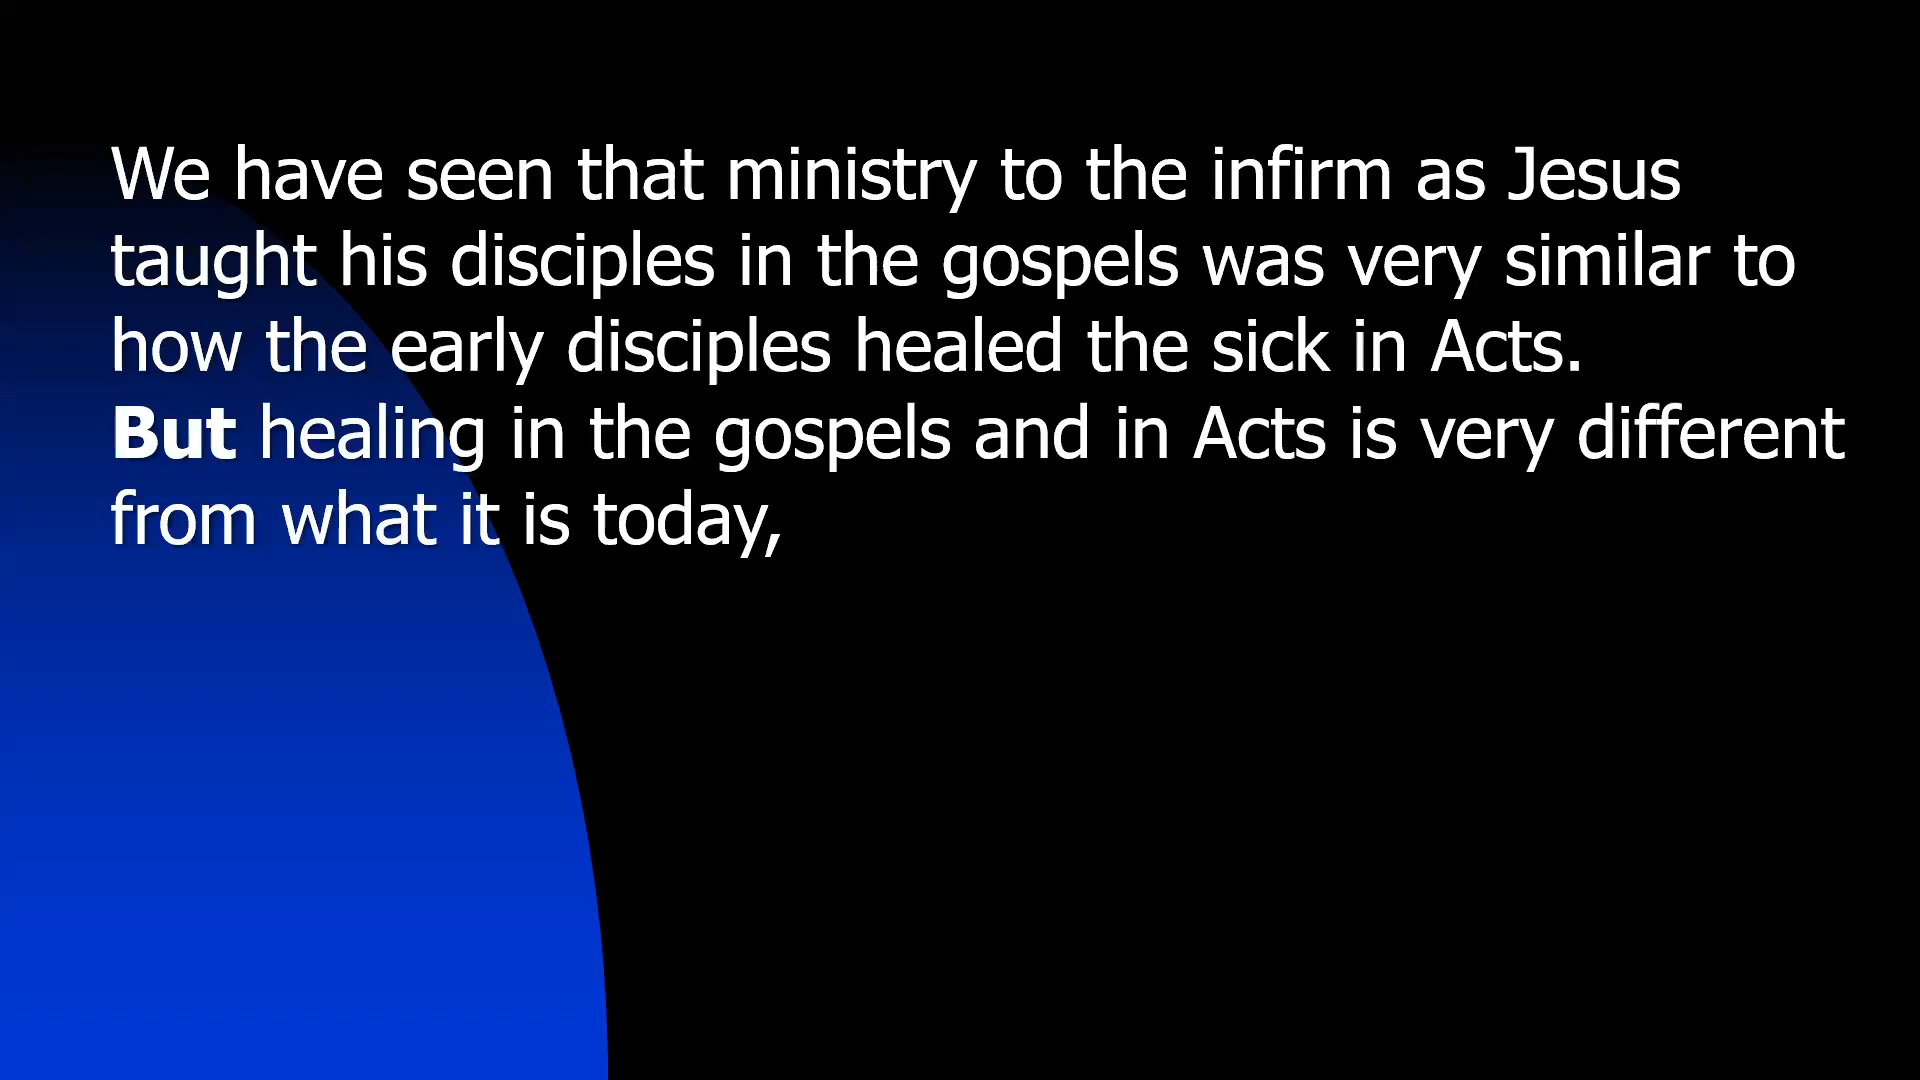 We have seen that ministry to the infirm as Jesus
taught his disciples in the gospels was very similar to
how the early disciples healed the sick in Acts.
But healing in the gospels and in Acts is very different
from what it is today,